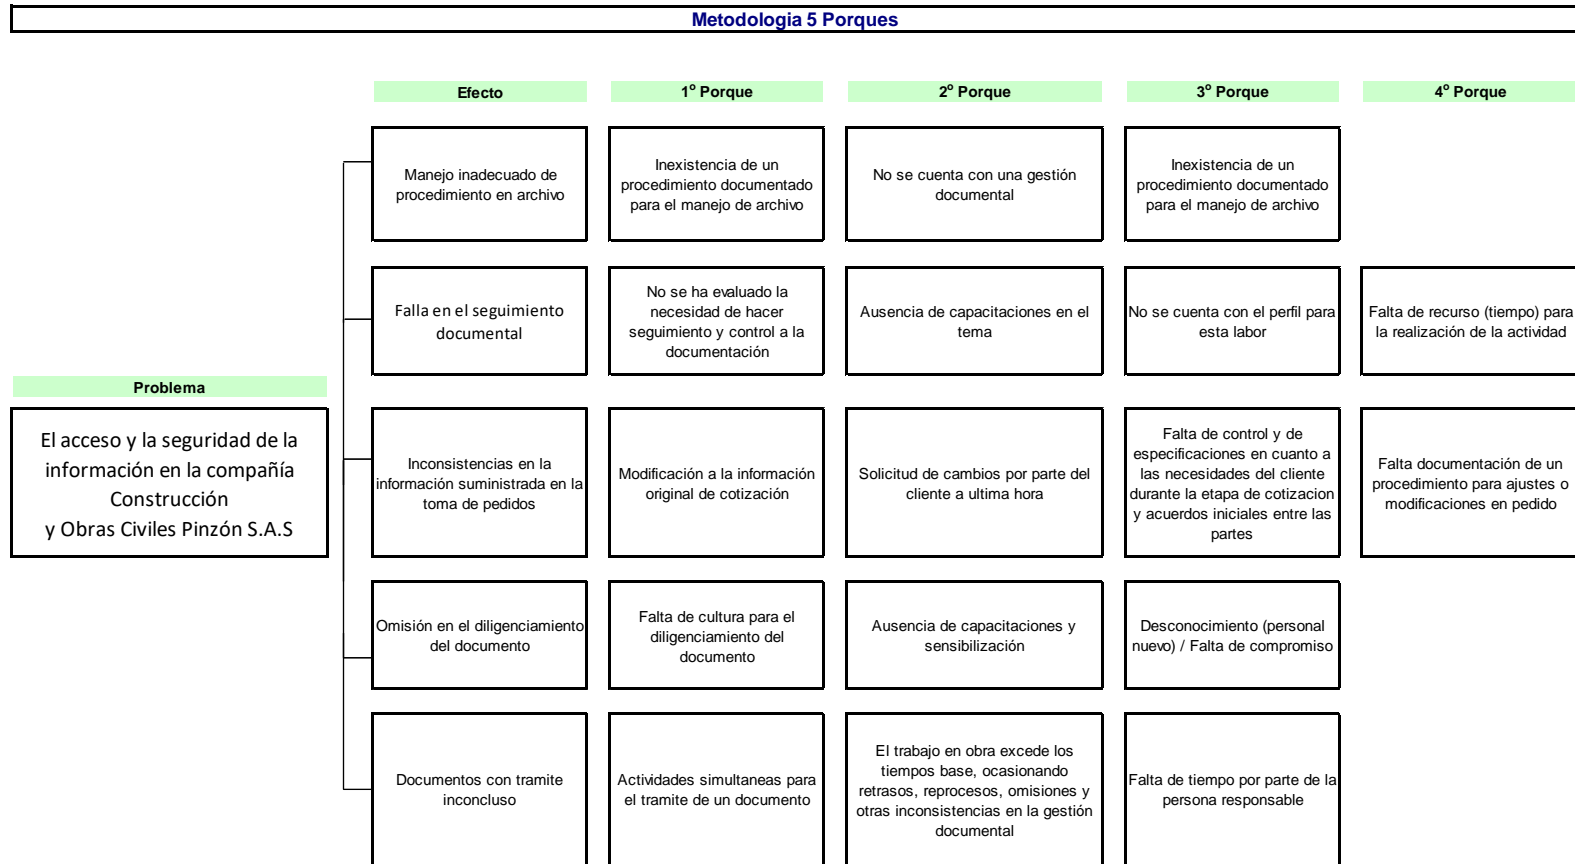 Metodologia 5 Porques
Efecto
1º Porque
2º Porque
3º Porque
4º Porque
Manejo inadecuado de
procedimiento en archivo
Inexistencia de un
procedimiento documentado
para el manejo de archivo
No se cuenta con una gestión
documental
Inexistencia de un
procedimiento documentado
para el manejo de archivo
Falla en el seguimiento
documental
No se ha evaluado la
necesidad de hacer
seguimiento y control a la
documentación
Ausencia de capacitaciones en el
tema
No se cuenta con el perfil para
esta labor
Falta de recurso (tiempo) para
la realización de la actividad
Problema
El acceso y la seguridad de la
información en la compañía
Construcción
y Obras Civiles Pinzón S.A.S
Inconsistencias en la
información suministrada en la
toma de pedidos
Modificación a la información
original de cotización
Solicitud de cambios por parte del
cliente a ultima hora
Falta de control y de
especificaciones en cuanto a
las necesidades del cliente
durante la etapa de cotizacion
y acuerdos iniciales entre las
partes
Falta documentación de un
procedimiento para ajustes o
modificaciones en pedido
Omisión en el diligenciamiento
del documento
Falta de cultura para el
diligenciamiento del
documento
Ausencia de capacitaciones y
sensibilización
Desconocimiento (personal
nuevo) / Falta de compromiso
Documentos con tramite
inconcluso
Actividades simultaneas para
el tramite de un documento
El trabajo en obra excede los
tiempos base, ocasionando
retrasos, reprocesos, omisiones y
otras inconsistencias en la gestión
documental
Falta de tiempo por parte de la
persona responsable